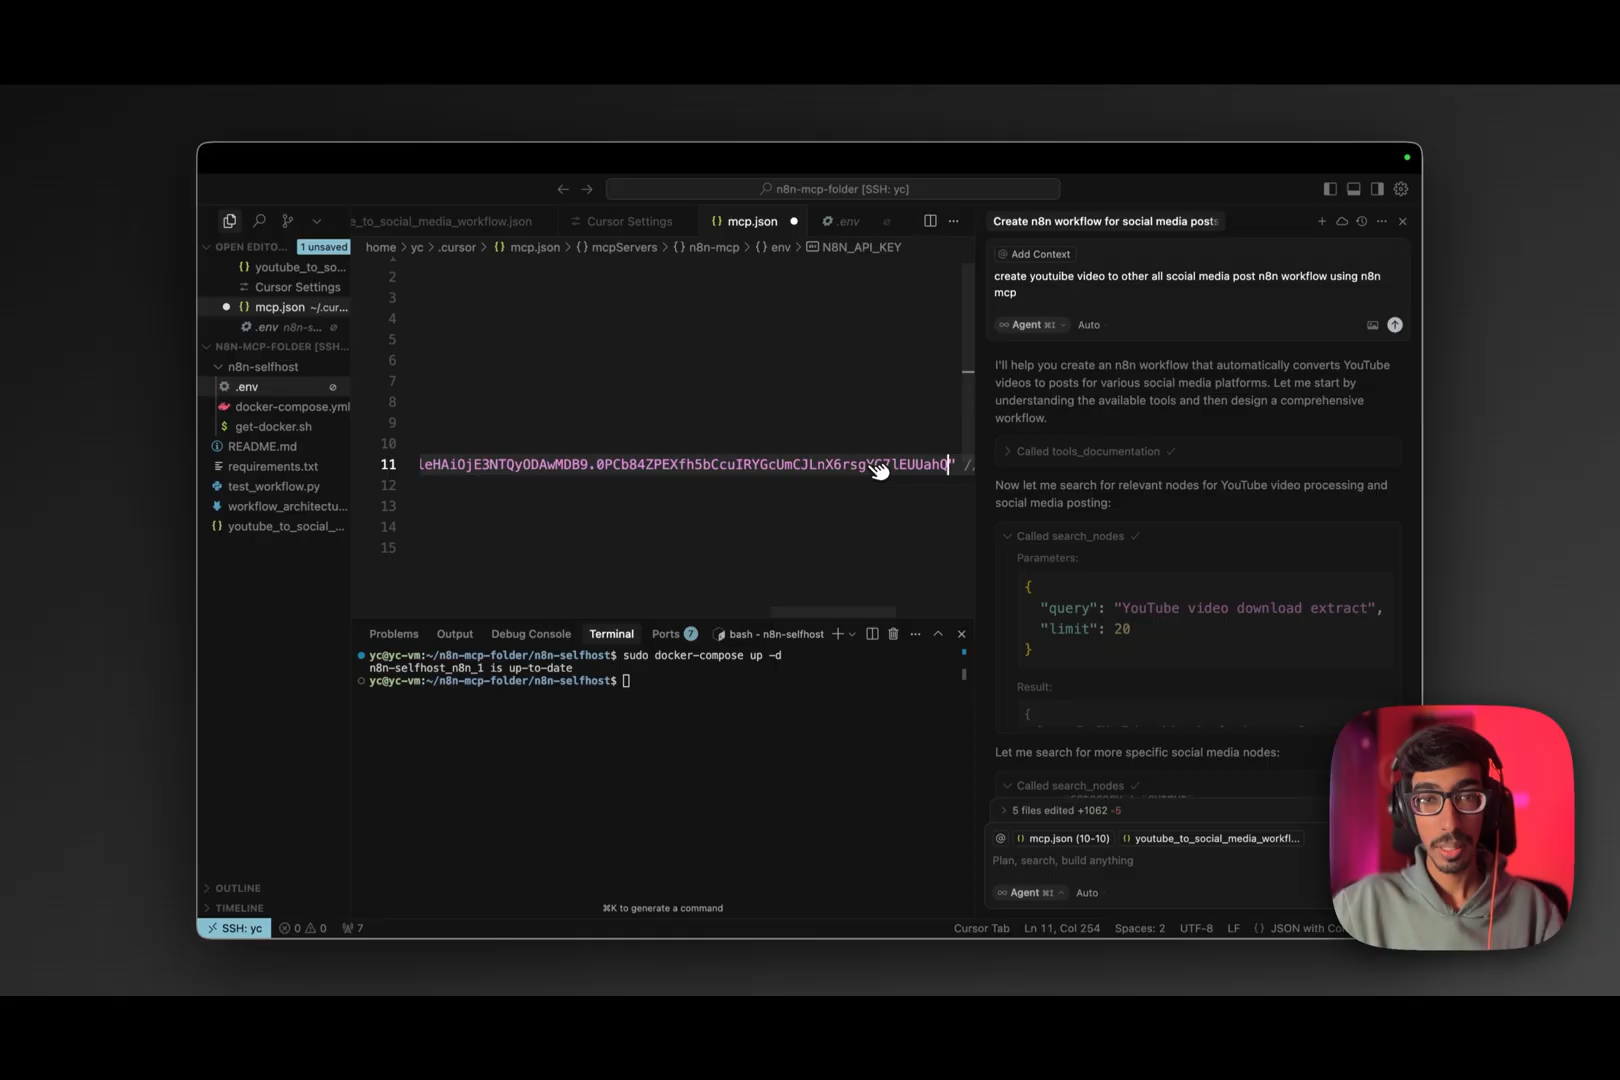 n8n-mcp-folder [SSH: yc]
e_to_social_media_workflow.json
Cursor Settings
mcp.json
.env
OPEN EDITO...
1 unsaved
youtube_to_so...
Cursor Settings
mcp.json ~/.cur...
.env n8n-s...
N8N-MCP-FOLDER [SSH...
n8n-selfhost
.env
docker-compose.yml
get-docker.sh
README.md
requirements.txt
test_workflow.py
workflow_architectu...
youtube_to_social_...
OUTLINE
TIMELINE
home > yc > .cursor > {} mcp.json > {} mcpServers > {} n8n-mcp > {} env > N8N_API_KEY
2
3
4
5
6
7
8
9
10
11
12
13
14
15
Problems Output Debug Console Terminal Ports 7 bash - n8n-selfhost
yc@yc-vm:~/n8n-mcp-folder/n8n-selfhost$ sudo docker-compose up -d
n8n-selfhost_n8n_1 is up-to-date
yc@yc-vm:~/n8n-mcp-folder/n8n-selfhost$
⌘K to generate a command
Create n8n workflow for social media posts
@ Add Context
create youtuibe video to other all scoial media post n8n workflow using n8n
mcp
Agent ⌘I Auto
I'll help you create an n8n workflow that automatically converts YouTube
videos to posts for various social media platforms. Let me start by
understanding the available tools and then design a comprehensive
workflow.
Called tools_documentation
Now let me search for relevant nodes for YouTube video processing and
social media posting:
Called search_nodes
Parameters:
{
"query": "YouTube video download extract",
"limit": 20
}
Result:
{
Let me search for more specific social media nodes:
Called search_nodes
5 files edited +1062 -5
@ {} mcp.json (10-10) {} youtube_to_social_media_workfl...
Plan, search, build anything
Agent ⌘I Auto
SSH: yc 0 0 7
Cursor Tab Ln 11, Col 254 Spaces: 2 UTF-8 LF {} JSON with